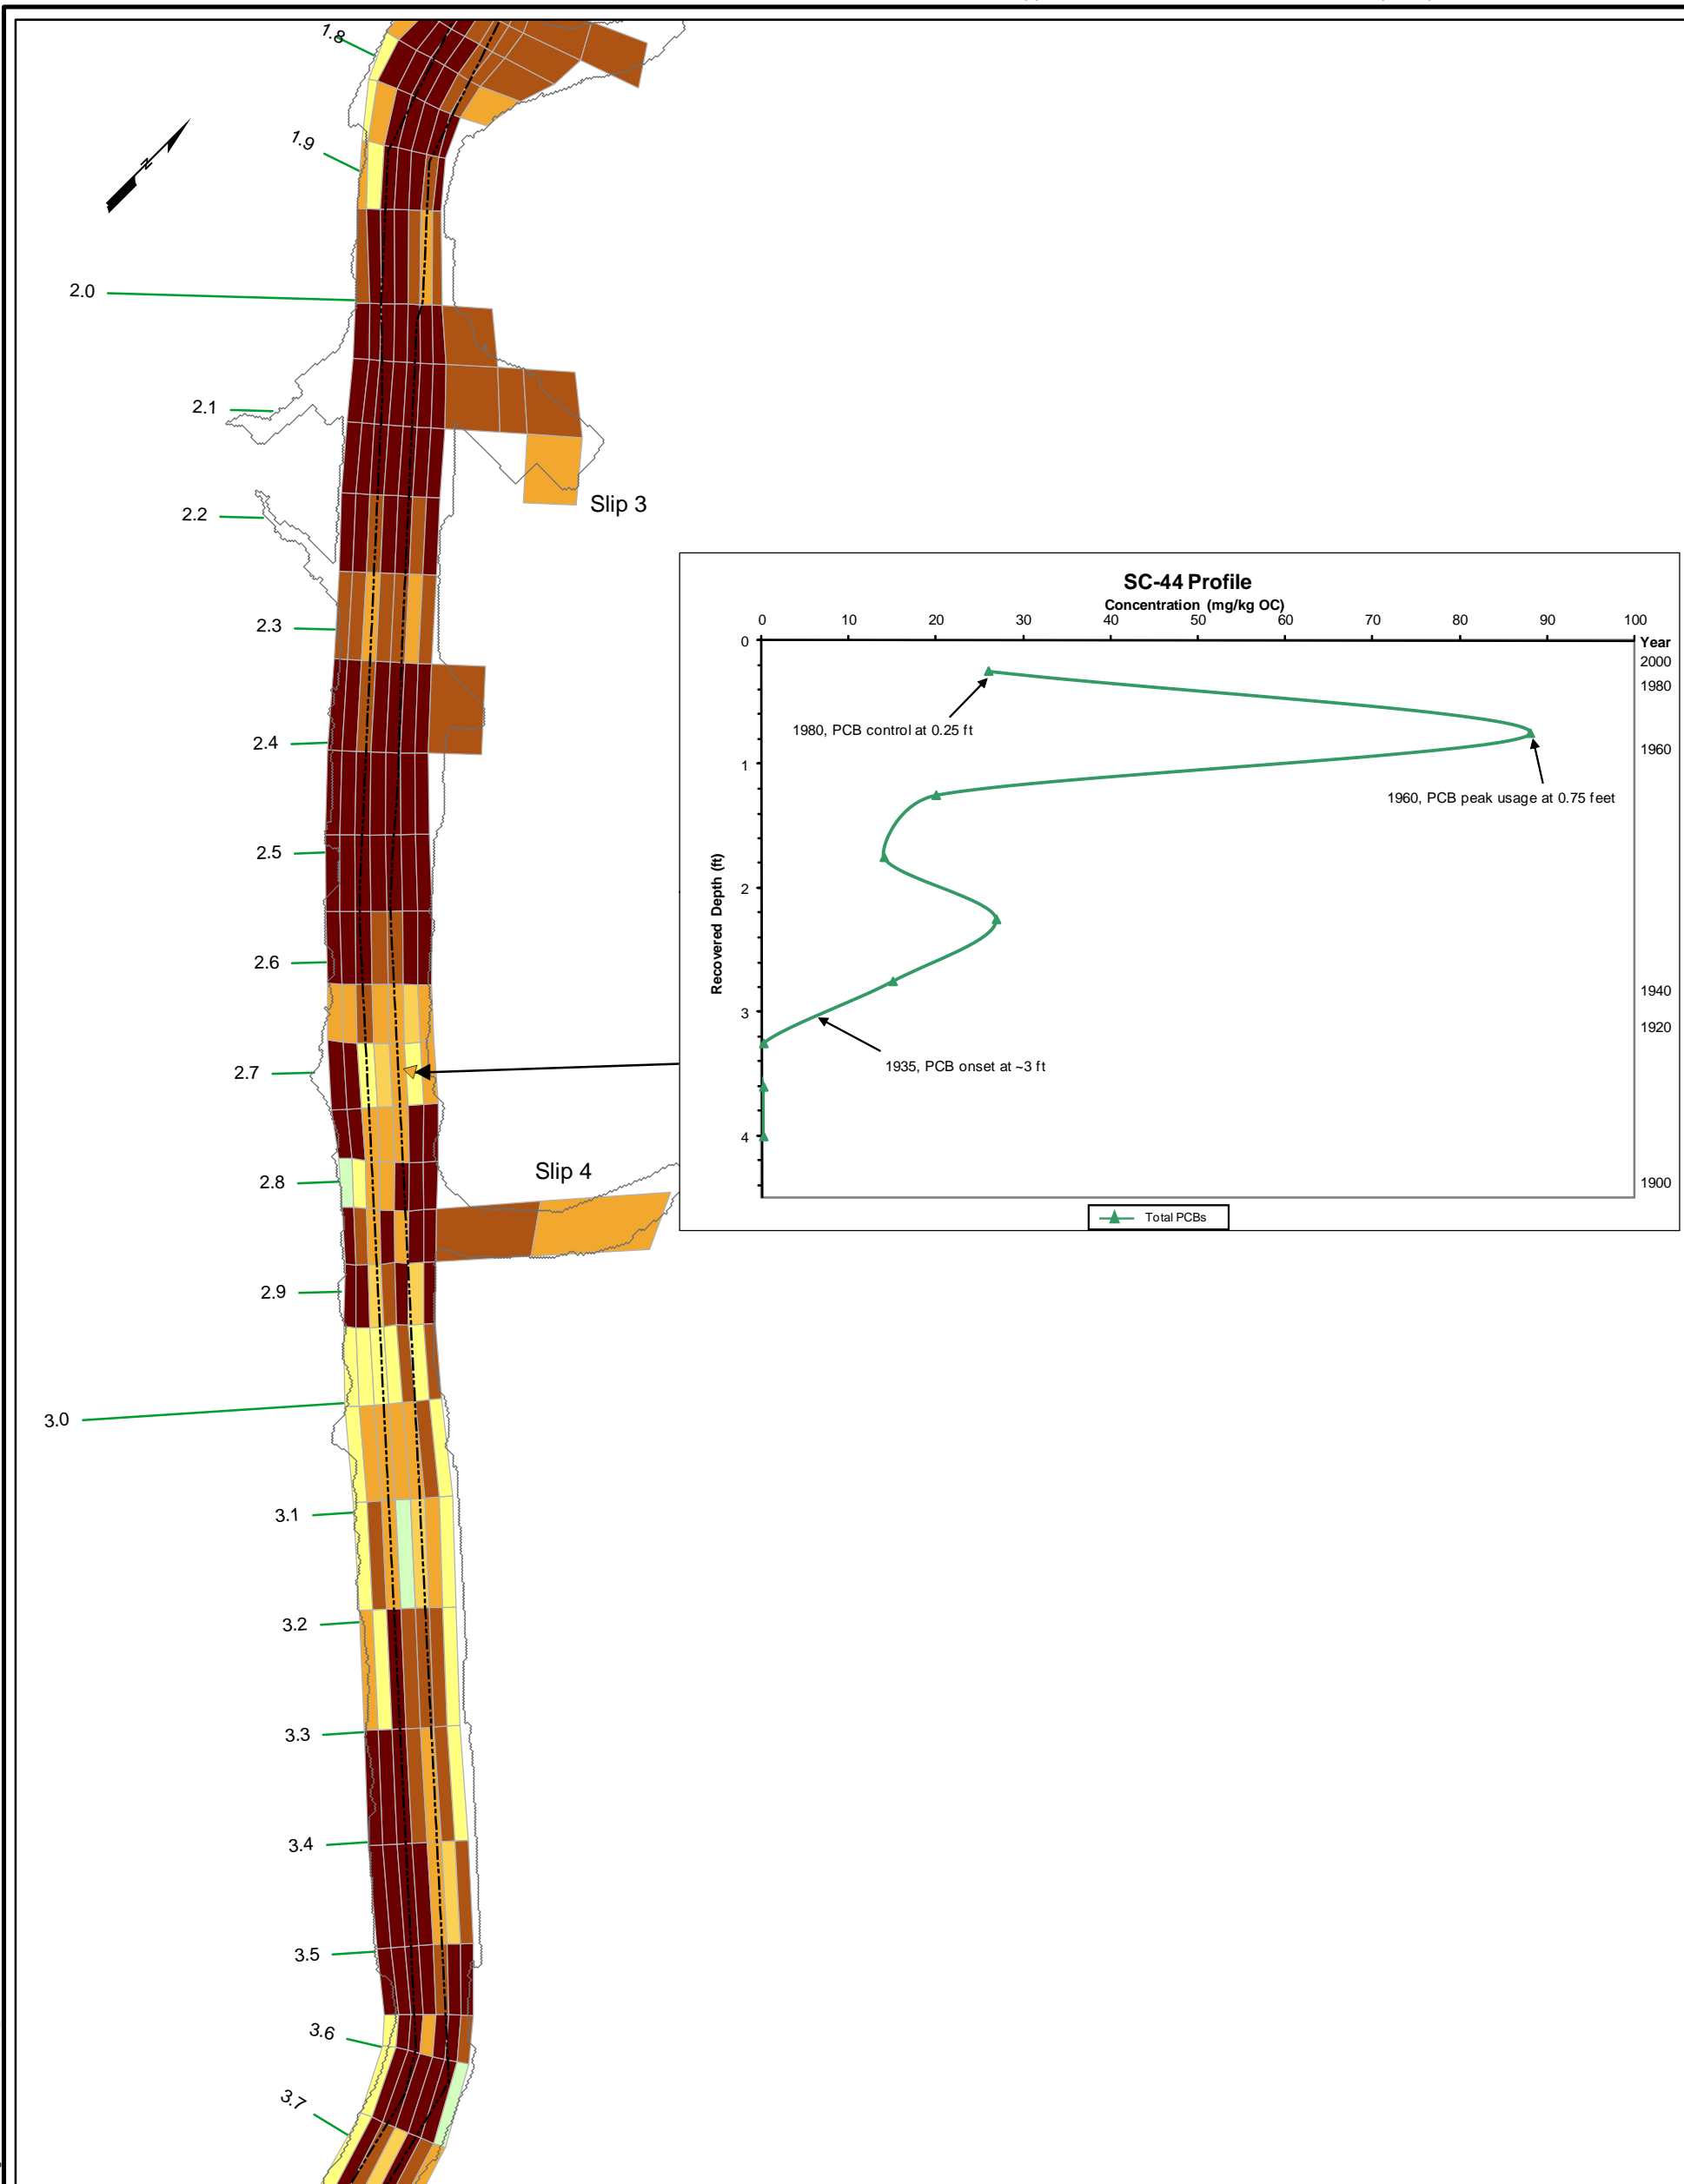 1.8
1.9
N
2.0
2.1
2.2
Slip 3
2.3
2.4
2.5
2.6
2.7
2.8
Slip 4
2.9
3.0
3.1
3.2
3.3
3.4
3.5
3.6
3.7
SC-44 Profile
Concentration (mg/kg OC)
0 10 20 30 40 50 60 70 80 90 100
Year
0
1
2
3
4
Recovered Depth (ft)
2000
1980
1960
1940
1920
1900
1980, PCB control at 0.25 ft
1960, PCB peak usage at 0.75 feet
1935, PCB onset at ~3 ft
Total PCBs